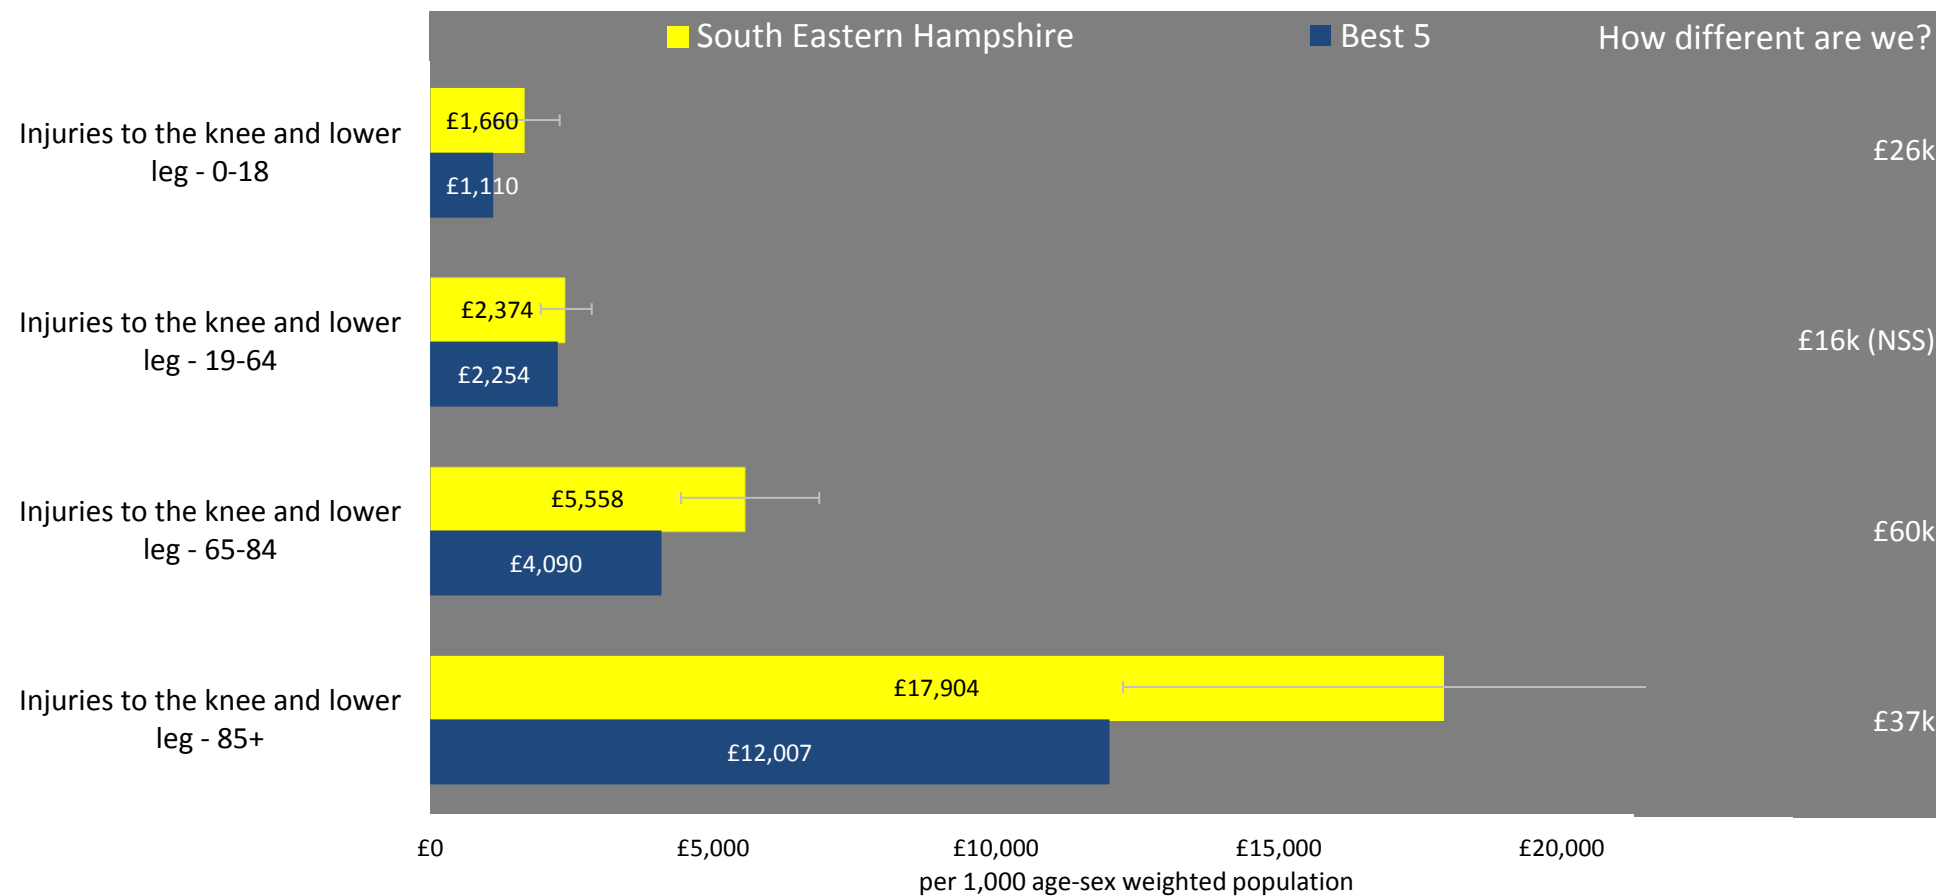 South Eastern Hampshire Best 5 How different are we?
Injuries to the knee and lower
leg - 0-18
£1,660
£1,110
£26k
Injuries to the knee and lower
leg - 19-64
£2,374
£2,254
£16k (NSS)
Injuries to the knee and lower
leg - 65-84
£5,558
£4,090
£60k
Injuries to the knee and lower
leg - 85+
£17,904
£12,007
£37k
£0 £5,000 £10,000 £15,000 £20,000
per 1,000 age-sex weighted population